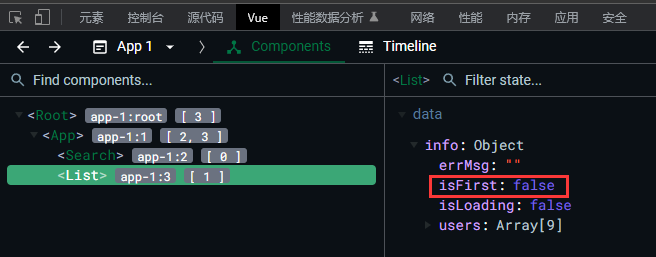 元素 控制台 源代码 Vue 性能数据分析 网络 性能 内存 应用 安全
App 1 Components Timeline
Find components...
<Root> app-1:root [ 3 ]
<App> app-1:1 [ 2, 3 ]
<Search> app-1:2 [ 0 ]
<List> app-1:3 [ 1 ]
<List> Filter state...
data
info: Object
errMsg: ""
isFirst: false
isLoading: false
users: Array[9]